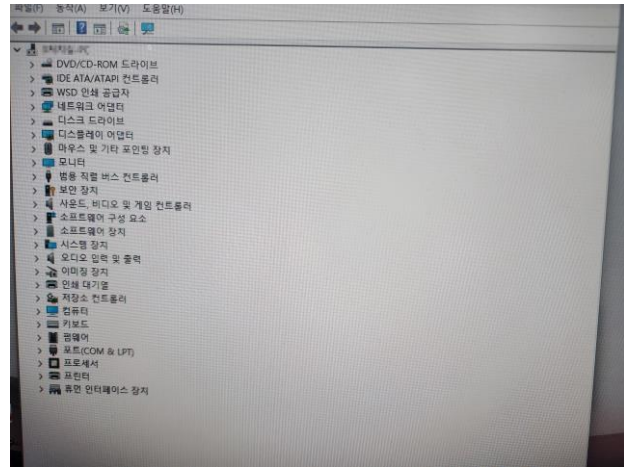 파일(F) 동작(A) 보기(V) 도움말(H)
DVD/CD-ROM 드라이브
IDE ATA/ATAPI 컨트롤러
WSD 인쇄 공급자
네트워크 어댑터
디스크 드라이브
디스플레이 어댑터
마우스 및 기타 포인팅 장치
모니터
범용 직렬 버스 컨트롤러
보안 장치
사운드, 비디오 및 게임 컨트롤러
소프트웨어 구성 요소
소프트웨어 장치
시스템 장치
오디오 입력 및 출력
이미징 장치
인쇄 대기열
저장소 컨트롤러
컴퓨터
키보드
펌웨어
포트(COM & LPT)
프로세서
프린터
휴먼 인터페이스 장치